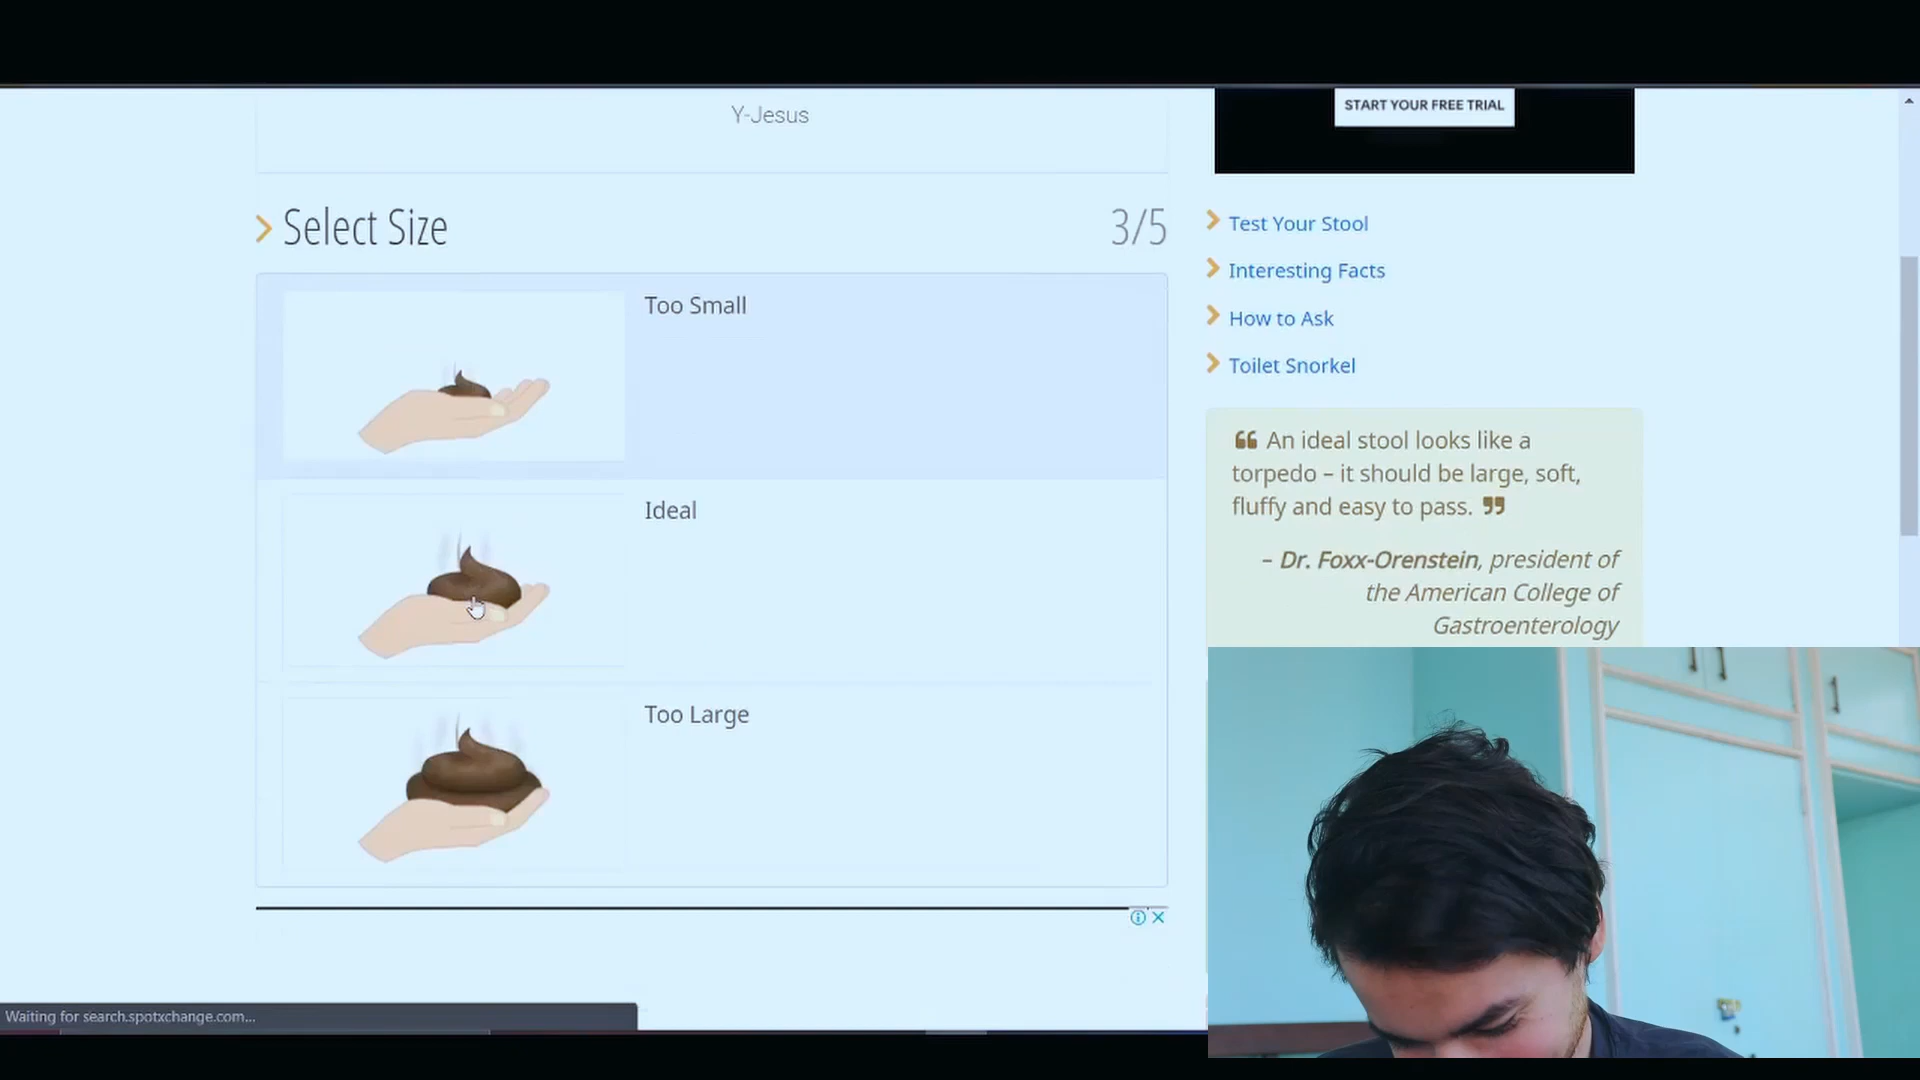 Y-Jesus
START YOUR FREE TRIAL
Select Size
3/5
Too Small
Ideal
Too Large
Test Your Stool
Interesting Facts
How to Ask
Toilet Snorkel
“ An ideal stool looks like a
torpedo – it should be large, soft,
fluffy and easy to pass. ”
– Dr. Foxx-Orenstein, president of
the American College of
Gastroenterology
Waiting for search.spotxchange.com...